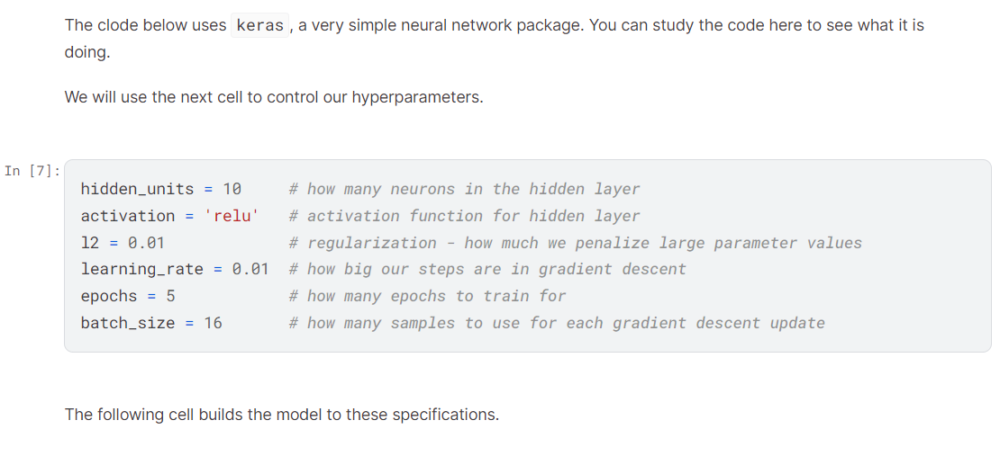 The clode below uses keras, a very simple neural network package. You can study the code here to see what it is
doing.
We will use the next cell to control our hyperparameters.
In [7]:
hidden_units = 10     # how many neurons in the hidden layer
activation = 'relu'   # activation function for hidden layer
l2 = 0.01             # regularization - how much we penalize large parameter values
learning_rate = 0.01  # how big our steps are in gradient descent
epochs = 5            # how many epochs to train for
batch_size = 16       # how many samples to use for each gradient descent update
The following cell builds the model to these specifications.